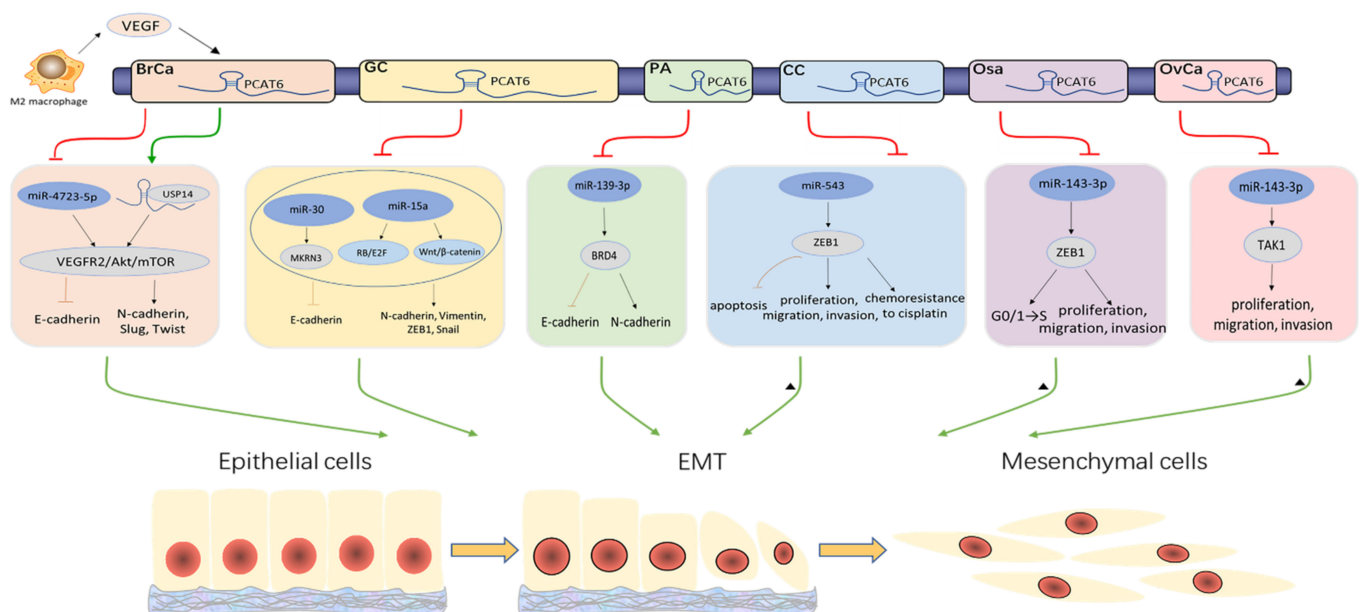 VEGF
M2 macrophage
BrCa
PCAT6
GC
PCAT6
PA
PCAT6
CC
PCAT6
Osa
PCAT6
OvCa
PCAT6
miR-4723-5p
USP14
VEGFR2/Akt/mTOR
E-cadherin
N-cadherin,
Slug, Twist
miR-30
miR-15a
MKRN3
RB/E2F
Wnt/β-catenin
E-cadherin
N-cadherin, Vimentin,
ZEB1, Snail
miR-139-3p
BRD4
E-cadherin
N-cadherin
miR-543
ZEB1
apoptosis
proliferation,
migration, invasion,
chemoresistance
to cisplatin
miR-143-3p
ZEB1
G0/1→S
proliferation,
migration, invasion
miR-143-3p
TAK1
proliferation,
migration, invasion
Epithelial cells
EMT
Mesenchymal cells